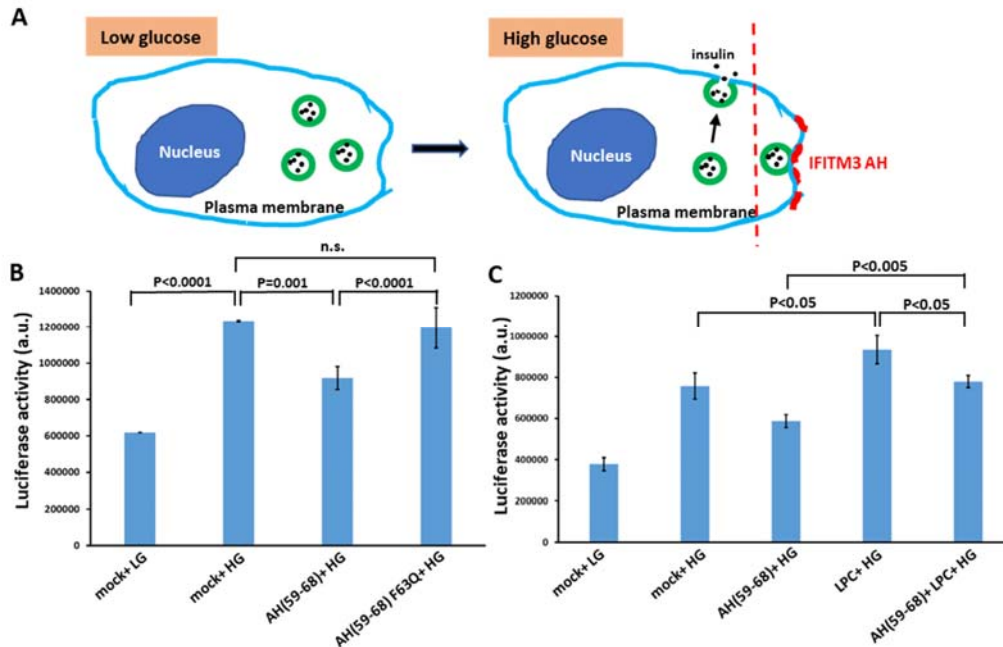 A
Low glucose
High glucose
insulin
Nucleus
Plasma membrane
Nucleus
Plasma membrane
IFITM3 AH
B
n.s.
P<0.0001
P=0.001
P<0.0001
Luciferase activity (a.u.)
1400000
1200000
1000000
800000
600000
400000
200000
0
mock+ LG
mock+ HG
AH(59-68)+ HG
AH(59-68) F63Q+ HG
C
P<0.005
P<0.05
P<0.05
Luciferase activity (a.u.)
1200000
1000000
800000
600000
400000
200000
0
mock+ LG
mock+ HG
AH(59-68)+ HG
LPC+ HG
AH(59-68)+ LPC+ HG